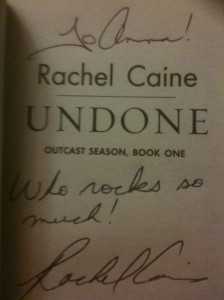 To Anna!
Rachel Caine
UNDONE
OUTCAST SEASON, BOOK ONE
Who rocks so
much!
Rachel Caine